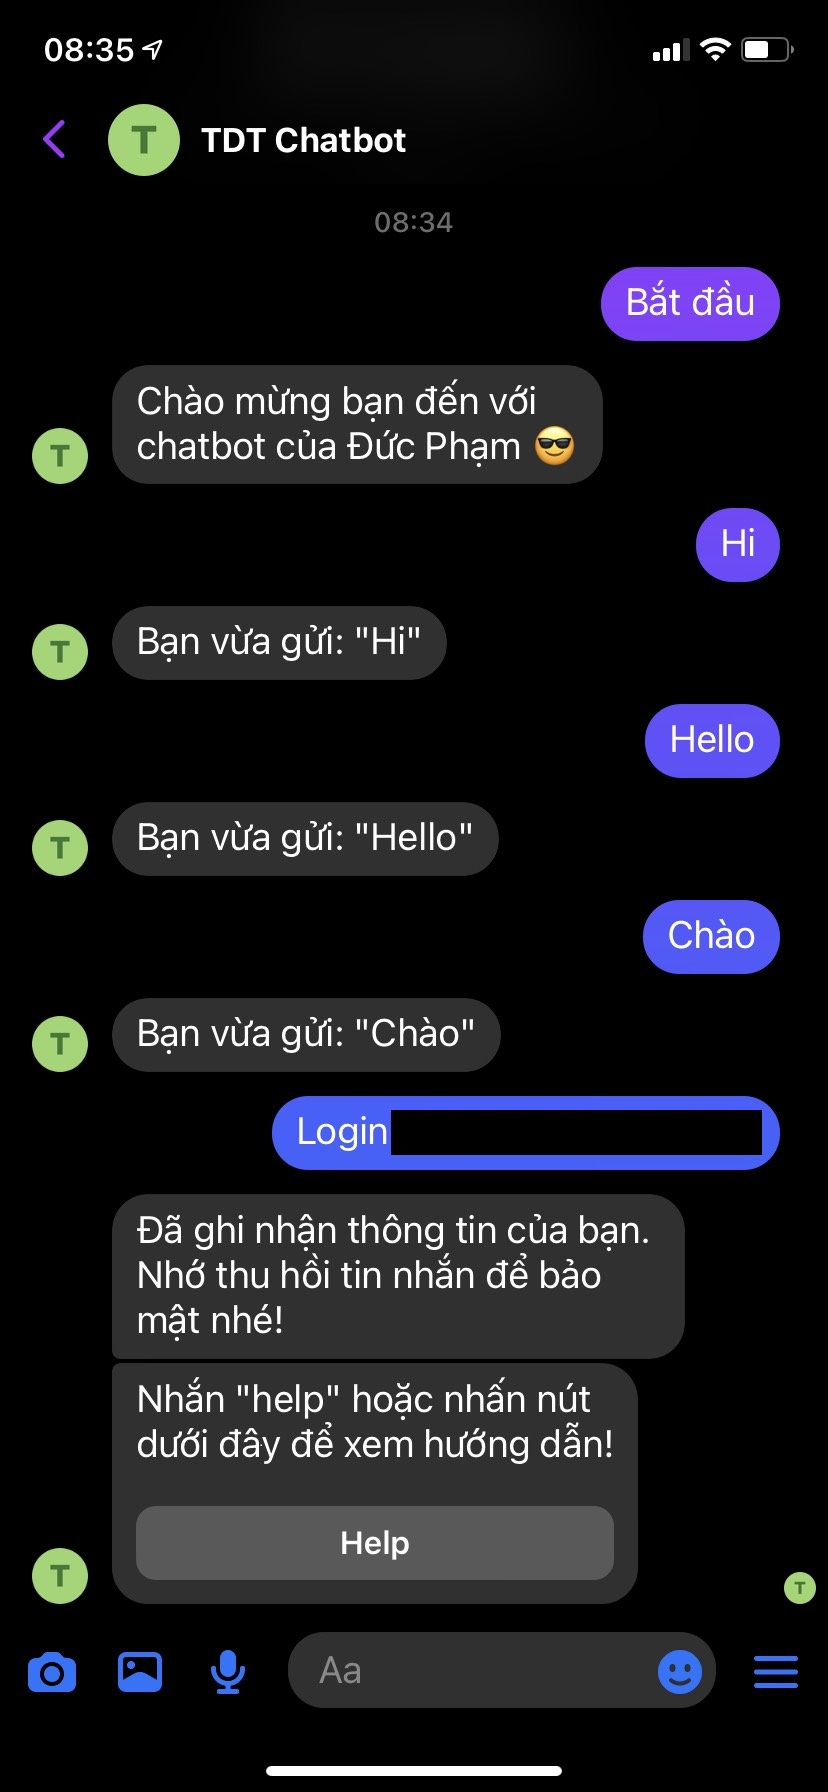 08:35
T
TDT Chatbot
08:34
Bắt đầu
Chào mừng bạn đến với
chatbot của Đức Phạm 😎
T
Hi
Bạn vừa gửi: "Hi"
T
Hello
Bạn vừa gửi: "Hello"
T
Chào
Bạn vừa gửi: "Chào"
T
Login
Đã ghi nhận thông tin của bạn.
Nhớ thu hồi tin nhắn để bảo
mật nhé!
Nhắn "help" hoặc nhấn nút
dưới đây để xem hướng dẫn!
Help
T
T
Aa